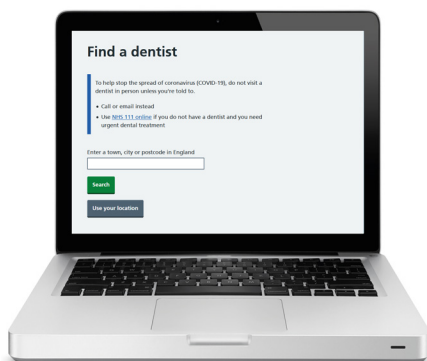 Find a dentist
To help stop the spread of coronavirus (COVID-19), do not visit a
dentist in person unless you're told to.
• Call or email instead
• Use NHS 111 online if you do not have a dentist and you need
urgent dental treatment
Enter a town, city or postcode in England
Search
Use your location